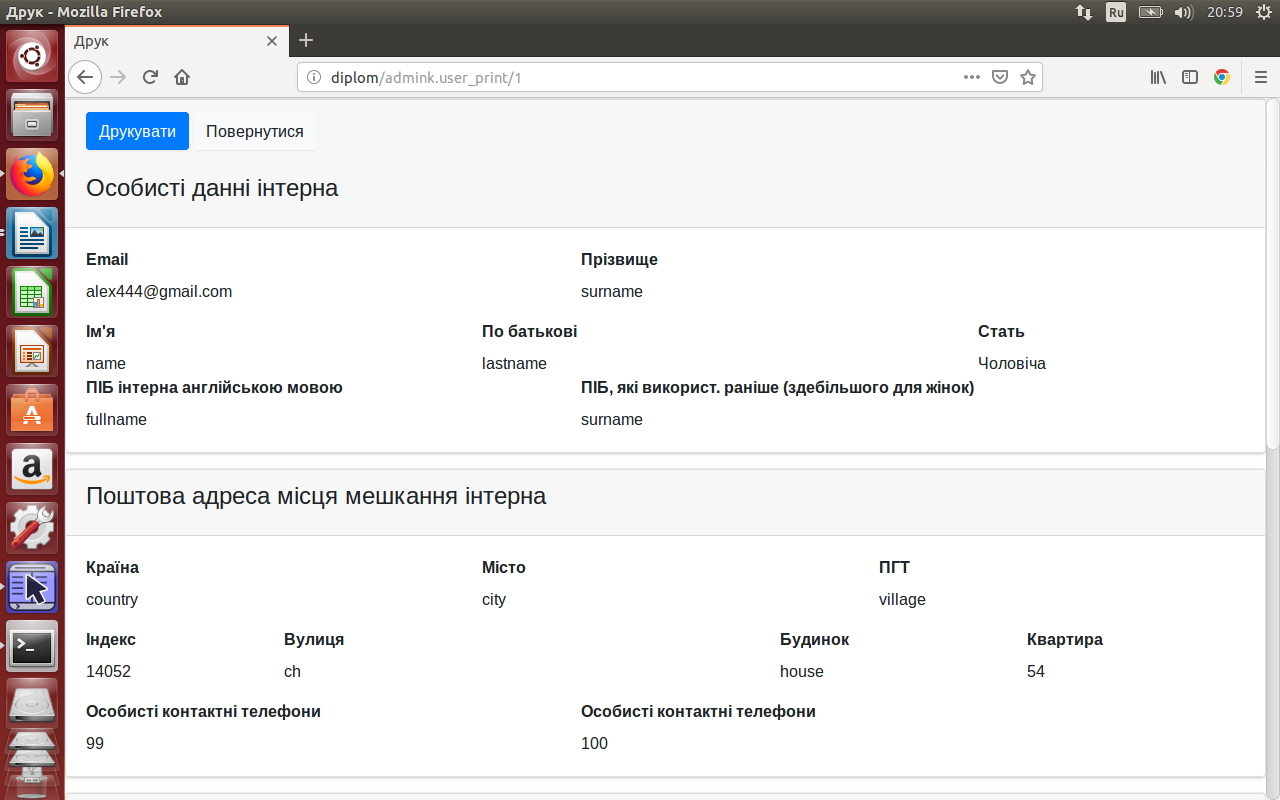 Друк - Mozilla Firefox
Ru
20:59
Друк
diplom/admink.user_print/1
Друкувати Повернутися
Особисті данні інтерна
Email Прізвище
alex444@gmail.com surname
Ім'я По батькові Стать
name lastname Чоловіча
ПІБ інтерна англійською мовою ПІБ, які використ. раніше (здебільшого для жінок)
fullname surname
Поштова адреса місця мешкання інтерна
Країна Місто ПГТ
country city village
Індекс Вулиця Будинок Квартира
14052 ch house 54
Особисті контактні телефони Особисті контактні телефони
99 100